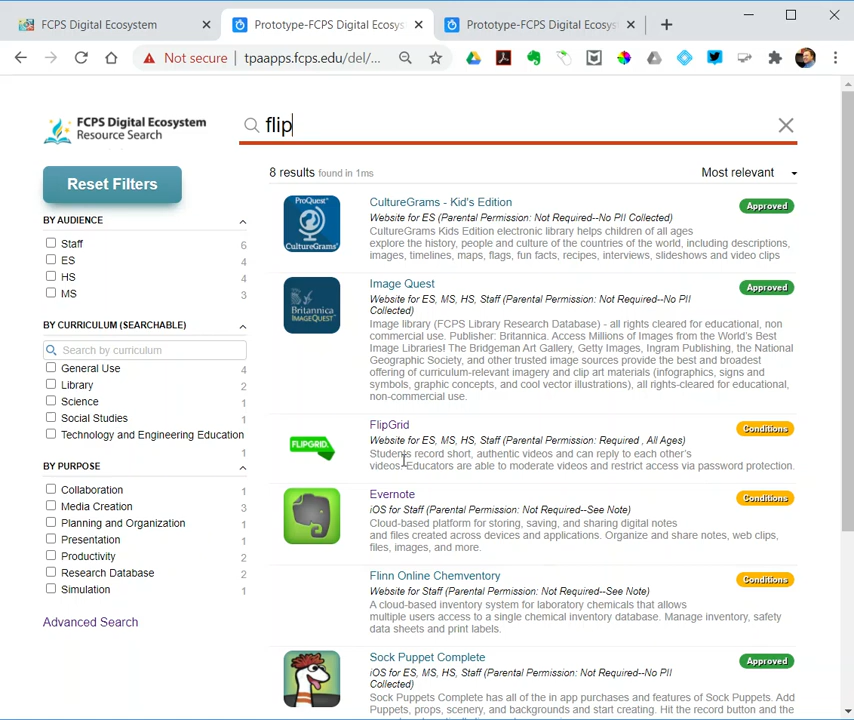 FCPS Digital Ecosystem
Prototype-FCPS Digital Ecosys
Prototype-FCPS Digital Ecosys
Not secure
tpaapps.fcps.edu/del/...
FCPS Digital Ecosystem
Resource Search
flip
Reset Filters
8 results found in 1ms
Most relevant
BY AUDIENCE
Staff 6
ES 4
HS 4
MS 3
BY CURRICULUM (SEARCHABLE)
Search by curriculum
General Use 4
Library 2
Science 1
Social Studies 1
Technology and Engineering Education
1
BY PURPOSE
Collaboration 1
Media Creation 3
Planning and Organization 1
Presentation 1
Productivity 2
Research Database 2
Simulation 1
Advanced Search
ProQuest
CultureGrams
CultureGrams - Kid's Edition
Approved
Website for ES (Parental Permission: Not Required--No PII Collected)
CultureGrams Kids Edition electronic library helps children of all ages
explore the history, people and culture of the countries of the world, including descriptions,
images, timelines, maps, flags, fun facts, recipes, interviews, slideshows and video clips
Britannica
IMAGEQUEST
Image Quest
Approved
Website for ES, MS, HS, Staff (Parental Permission: Not Required--No PII
Collected)
Image library (FCPS Library Research Database) - all rights cleared for educational, non
commercial use. Publisher: Britannica. Access Millions of Images from the World's Best
Image Libraries! The Bridgeman Art Gallery, Getty Images, Ingram Publishing, the National
Geographic Society, and other trusted image sources provide the best and broadest
offering of curriculum-relevant imagery and clip art materials (infographics, signs and
symbols, graphic concepts, and cool vector illustrations), all rights-cleared for educational,
non-commercial use.
FLIPGRID.
FlipGrid
Conditions
Website for ES, MS, HS, Staff (Parental Permission: Required , All Ages)
Students record short, authentic videos and can reply to each other's
videos. Educators are able to moderate videos and restrict access via password protection.
Evernote
Conditions
iOS for Staff (Parental Permission: Not Required--See Note)
Cloud-based platform for storing, saving, and sharing digital notes
and files created across devices and applications. Organize and share notes, web clips,
files, images, and more.
Flinn Online Chemventory
Conditions
Website for Staff (Parental Permission: Not Required--See Note)
A cloud-based inventory system for laboratory chemicals that allows
multiple users access to a single chemical inventory database. Manage inventory, safety
data sheets and print labels.
Sock Puppet Complete
Approved
iOS for ES, MS, HS, Staff (Parental Permission: Not Required--No PII
Collected)
Sock Puppets Complete has all of the in app purchases and features of Sock Puppets. Add
Puppets, props, scenery, and backgrounds and start creating. Hit the record button and the